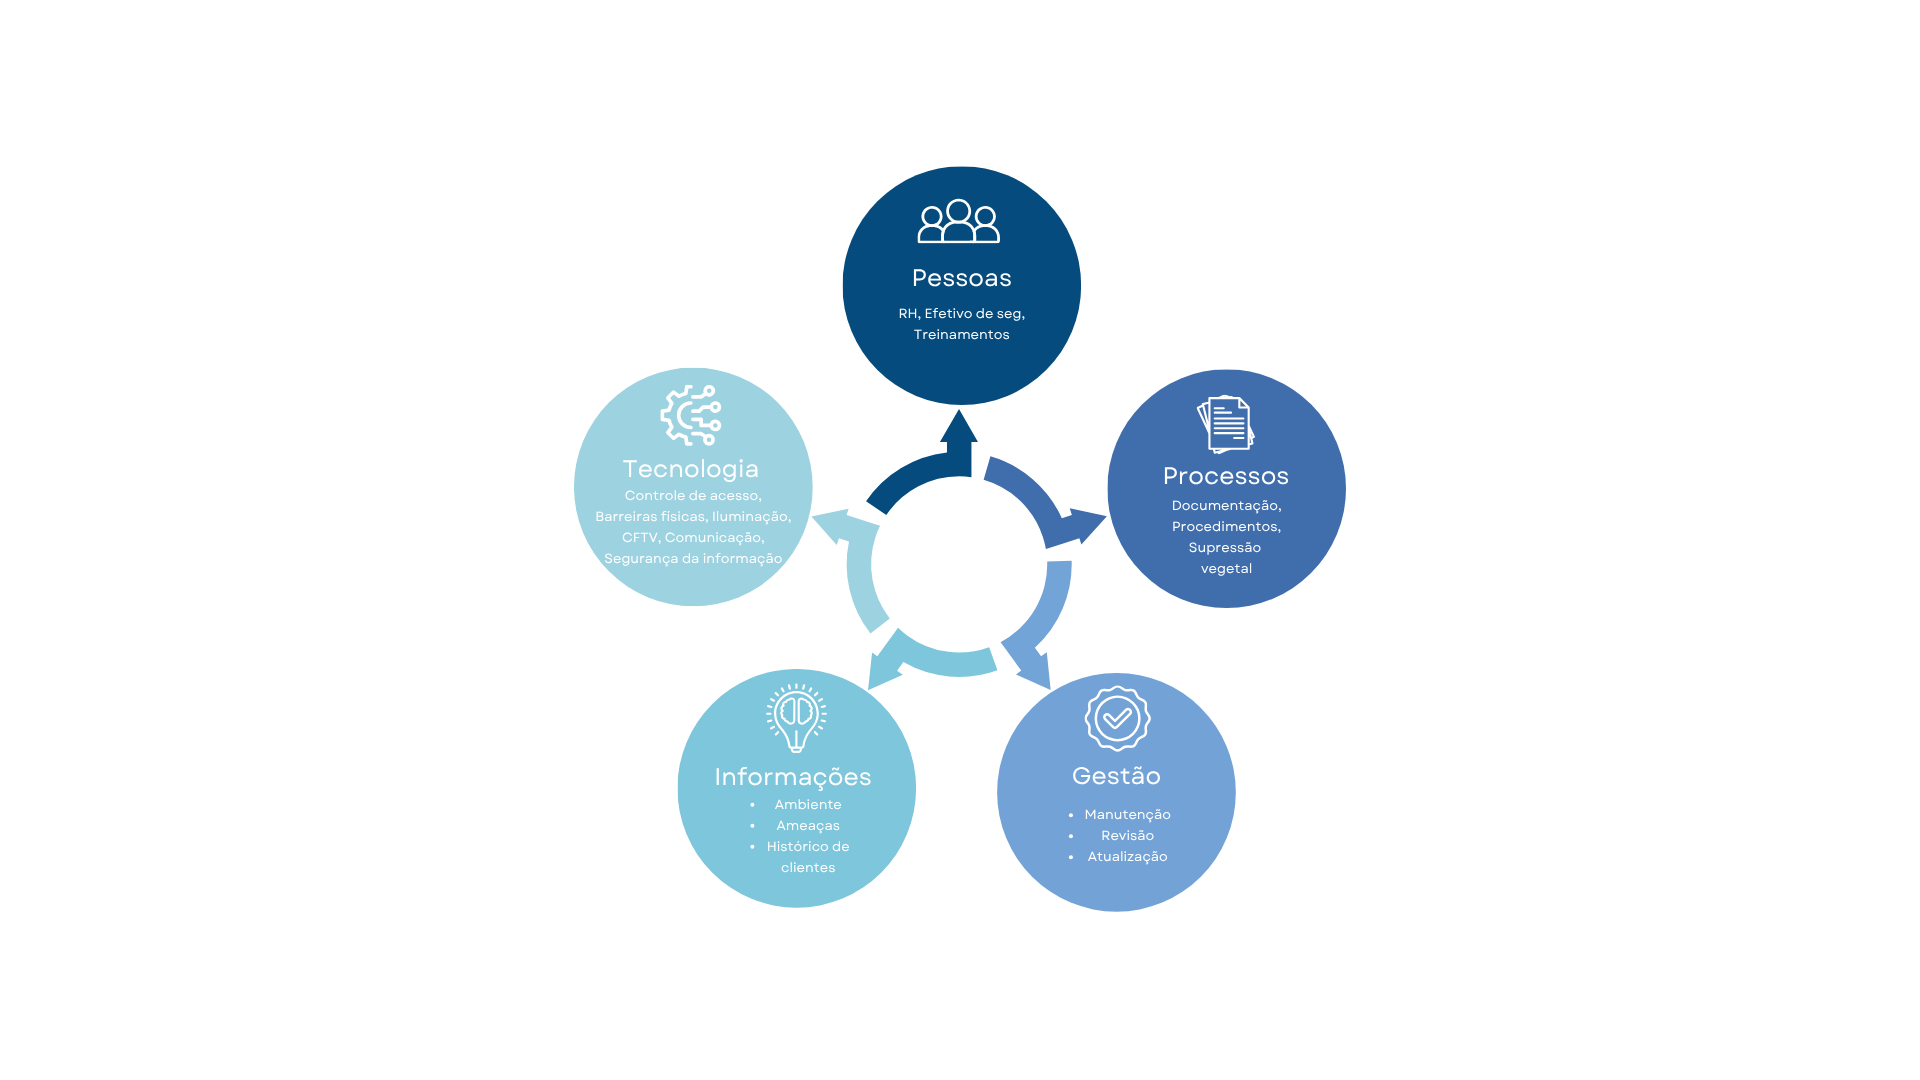 Pessoas
RH, Efetivo de seg,
Treinamentos
Processos
Documentação,
Procedimentos,
Supressão
vegetal
Gestão
• Manutenção
• Revisão
• Atualização
Informações
• Ambiente
• Ameaças
• Histórico de
clientes
Tecnologia
Controle de acesso,
Barreiras físicas, Iluminação,
CFTV, Comunicação,
Segurança da informação